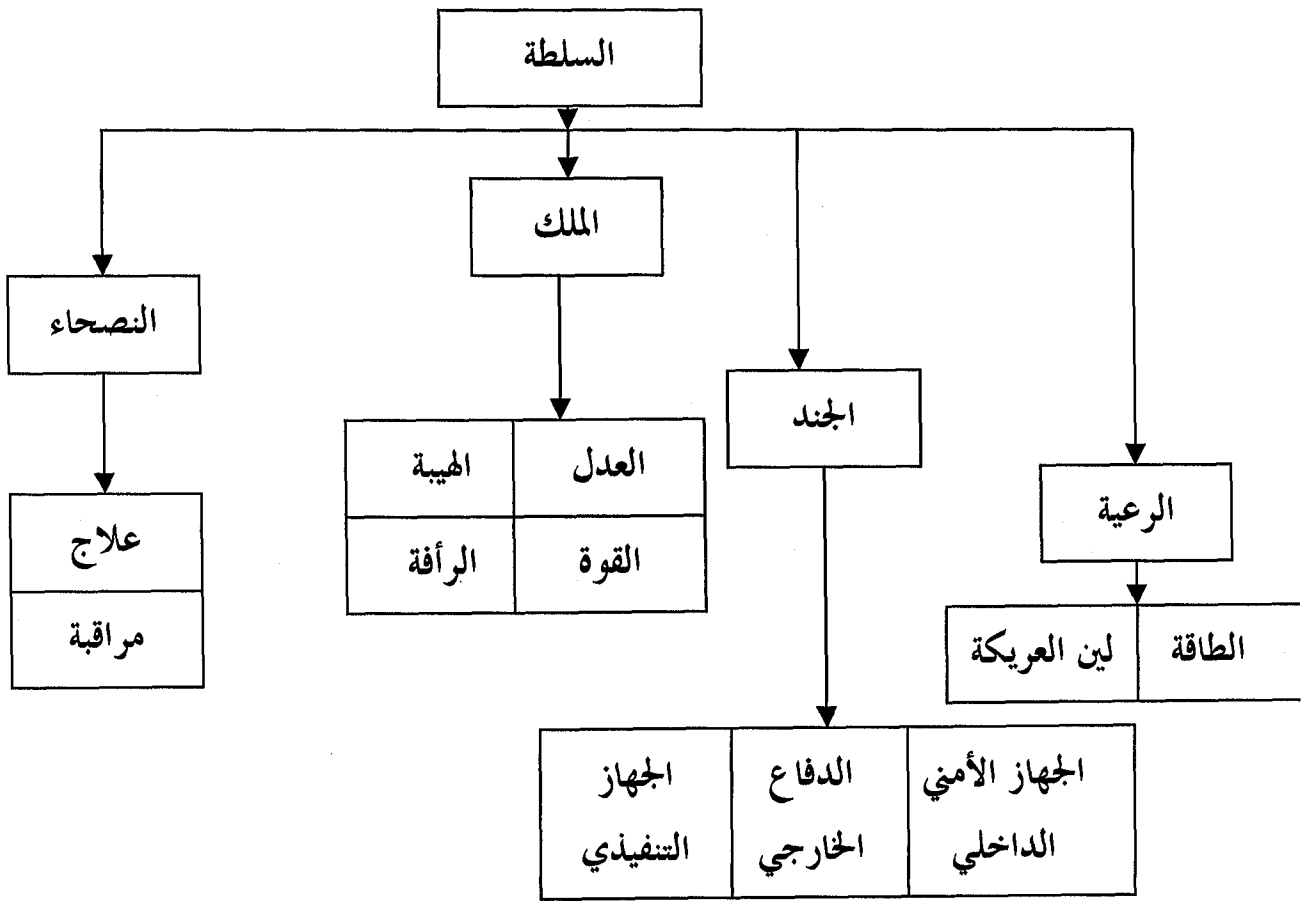 السلطة
الملك
النصحاء
الجند
الرعية
العدل
الهيبة
القوة
الرأفة
علاج
مراقبة
الطاقة
لين العريكة
الجهاز الأمني
الداخلي
الدفاع
الخارجي
الجهاز
التنفيذي